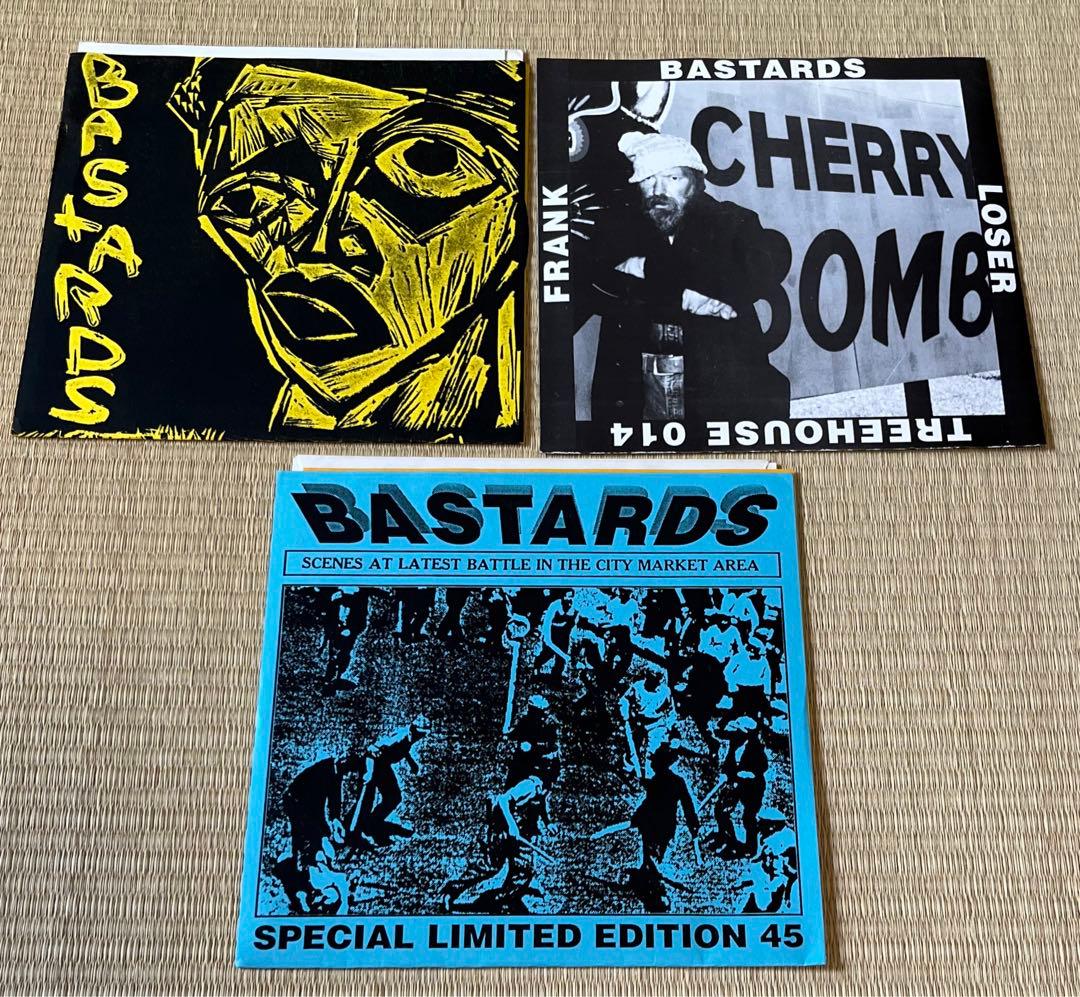 BAStARDS
BASTARDS
FRANK
CHERRY
BOMB
LOSER
TREEHOUSE 014
BASTARDS
SCENES AT LATEST BATTLE IN THE CITY MARKET AREA
SPECIAL LIMITED EDITION 45